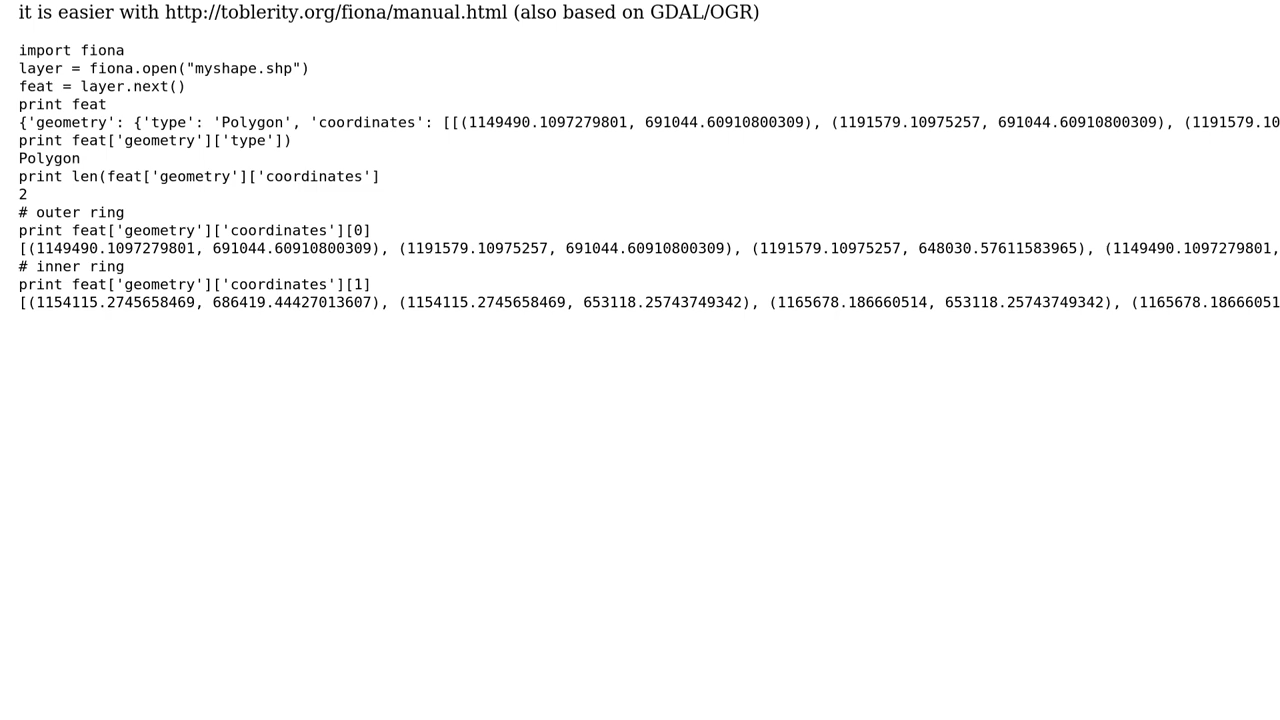 it is easier with http://toblerity.org/fiona/manual.html (also based on GDAL/OGR)
import fiona
layer = fiona.open("myshape.shp")
feat = layer.next()
print feat
{'geometry': {'type': 'Polygon', 'coordinates': [[(1149490.1097279801, 691044.60910800309), (1191579.10975257, 691044.60910800309), (1191579.10
print feat['geometry']['type'])
Polygon
print len(feat['geometry']['coordinates']
2
# outer ring
print feat['geometry']['coordinates'][0]
[(1149490.1097279801, 691044.60910800309), (1191579.10975257, 691044.60910800309), (1191579.10975257, 648030.57611583965), (1149490.1097279801,
# inner ring
print feat['geometry']['coordinates'][1]
[(1154115.2745658469, 686419.44427013607), (1154115.2745658469, 653118.25743749342), (1165678.186660514, 653118.25743749342), (1165678.18666051